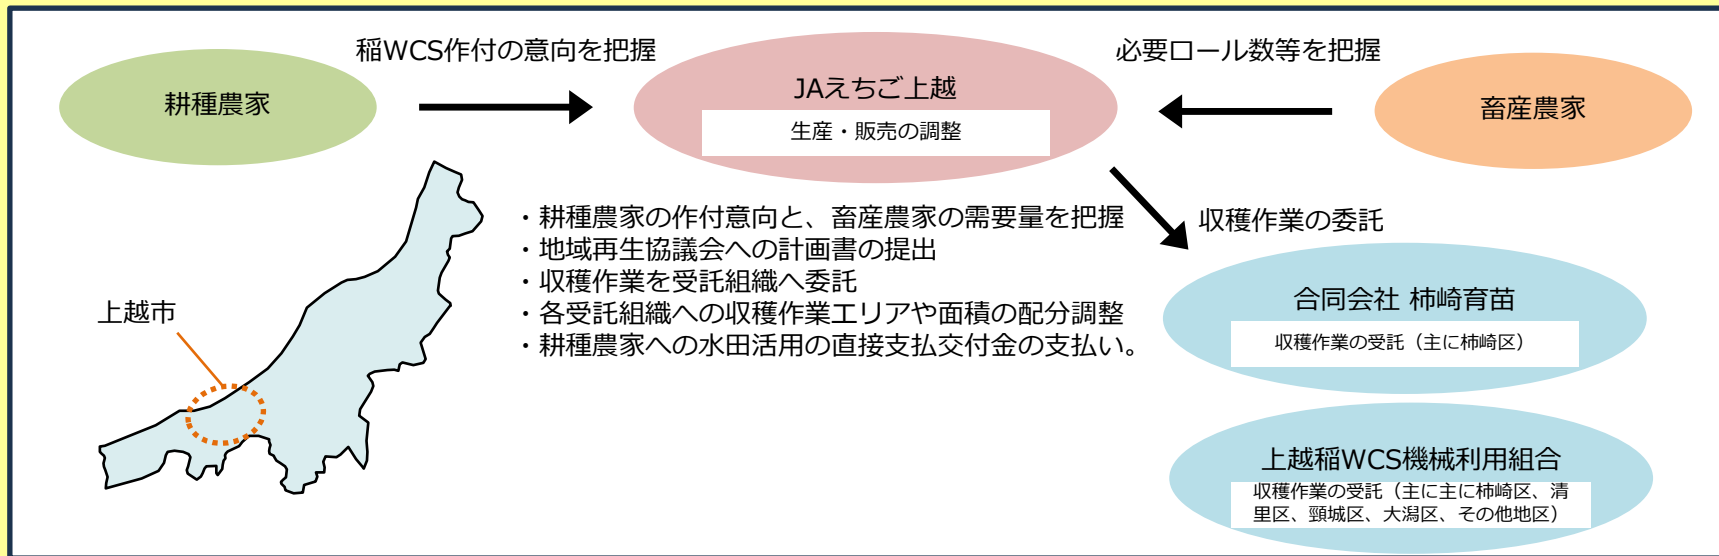 稲WCS作付の意向を把握
必要ロール数等を把握
耕種農家
JAえちご上越
生産・販売の調整
畜産農家
・耕種農家の作付意向と、畜産農家の需要量を把握
・地域再生協議会への計画書の提出
・収穫作業を受託組織へ委託
・各受託組織への収穫作業エリアや面積の配分調整
・耕種農家への水田活用の直接支払交付金の支払い。
収穫作業の委託
上越市
合同会社 柿崎育苗
収穫作業の受託（主に柿崎区）
上越稲WCS機械利用組合
収穫作業の受託（主に主に柿崎区、清
里区、頸城区、大潟区、その他地区）